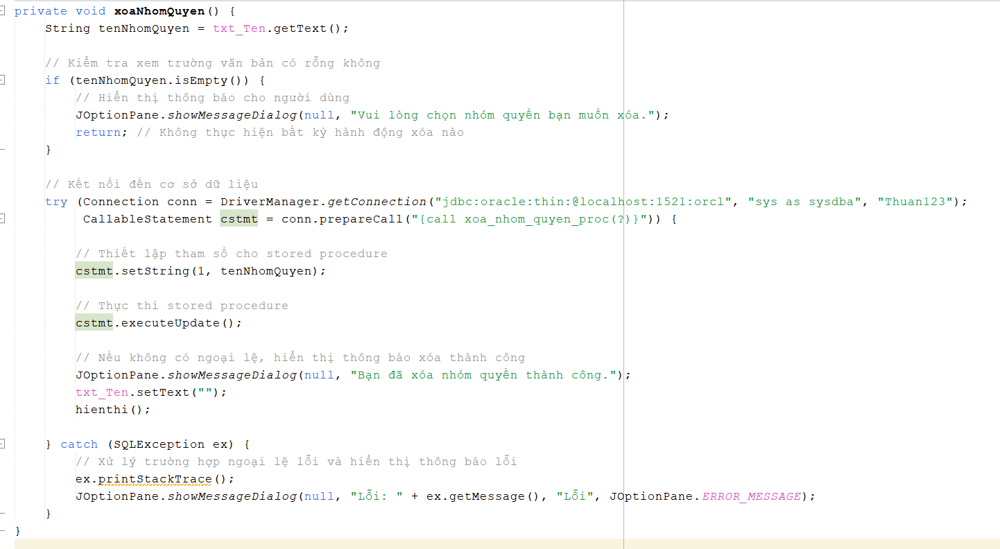 private void xoaNhomQuyen() {
String tenNhomQuyen = txt_Ten.getText();
// Kiểm tra xem trường văn bản có rỗng không
if (tenNhomQuyen.isEmpty()) {
// Hiển thị thông báo cho người dùng
JOptionPane.showMessageDialog(null, "Vui lòng chọn nhóm quyền bạn muốn xóa.");
return; // Không thực hiện bất kỳ hành động xóa nào
}
// Kết nối đến cơ sở dữ liệu
try (Connection conn = DriverManager.getConnection("jdbc:oracle:thin:@localhost:1521:orcl", "sys as sysdba", "Thuan123");
CallableStatement cstmt = conn.prepareCall("{call xoa_nhom_quyen_proc(?)}")) {
// Thiết lập tham số cho stored procedure
cstmt.setString(1, tenNhomQuyen);
// Thực thi stored procedure
cstmt.executeUpdate();
// Nếu không có ngoại lệ, hiển thị thông báo xóa thành công
JOptionPane.showMessageDialog(null, "Bạn đã xóa nhóm quyền thành công.");
txt_Ten.setText("");
hienthi();
} catch (SQLException ex) {
// Xử lý trường hợp ngoại lệ lỗi và hiển thị thông báo lỗi
ex.printStackTrace();
JOptionPane.showMessageDialog(null, "Lỗi: " + ex.getMessage(), "Lỗi", JOptionPane.ERROR_MESSAGE);
}
}